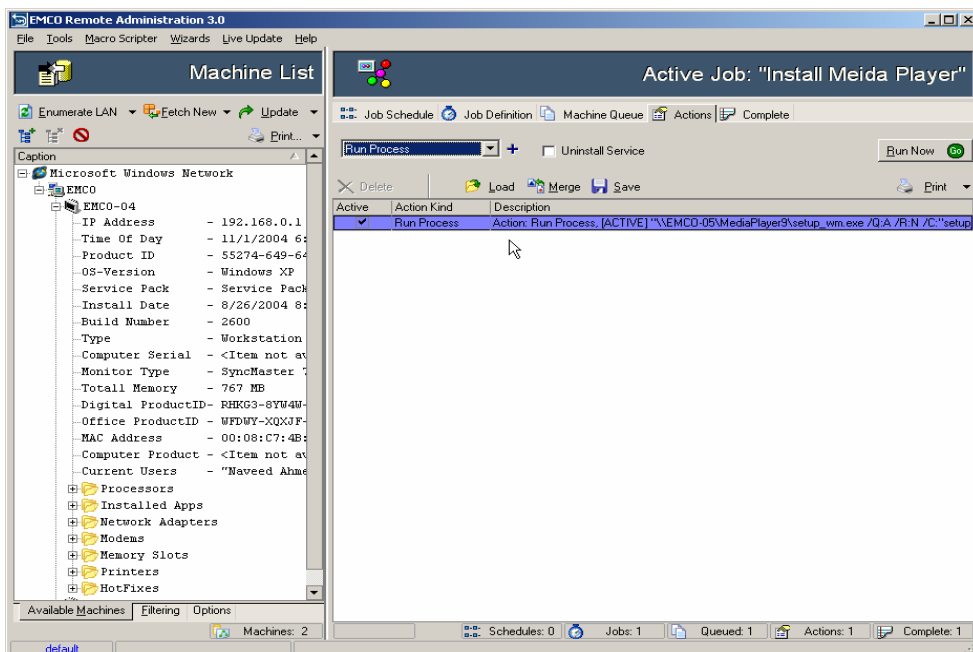 EMCO Remote Administration 3.0
File Tools Macro Scripter Wizards Live Update Help
Machine List
Enumerate LAN Fetch New Update
Print...
Caption
Microsoft Windows Network
EMCO
EMCO-04
IP Address - 192.168.0.1
Time Of Day - 11/1/2004 6:
Product ID - 55274-649-64
OS-Version - Windows XP
Service Pack - Service Pack
Install Date - 8/26/2004 8:
Build Number - 2600
Type - Workstation
Computer Serial - <Item not av
Monitor Type - SyncMaster 7
Totall Memory - 767 MB
Digital ProductID- RHKG3-8YW4W-
Office ProductID - WFDWY-XQXJF-
MAC Address - 00:08:C7:4B:
Computer Product - <Item not av
Current Users - "Naveed Ahme
Processors
Installed Apps
Network Adapters
Modems
Memory Slots
Printers
HotFixes
Available Machines Filtering Options
Machines: 2
default
Active Job: "Install Meida Player"
Job Schedule Job Definition Machine Queue Actions Complete
Run Process Uninstall Service Run Now Go
Delete Load Merge Save Print
Active Action Kind Description
Run Process Action: Run Process, [ACTIVE] '"\\EMCO-05\MediaPlayer9\setup_wm.exe /Q:A /R:N /C:"setup
Schedules: 0 Jobs: 1 Queued: 1 Actions: 1 Complete: 1